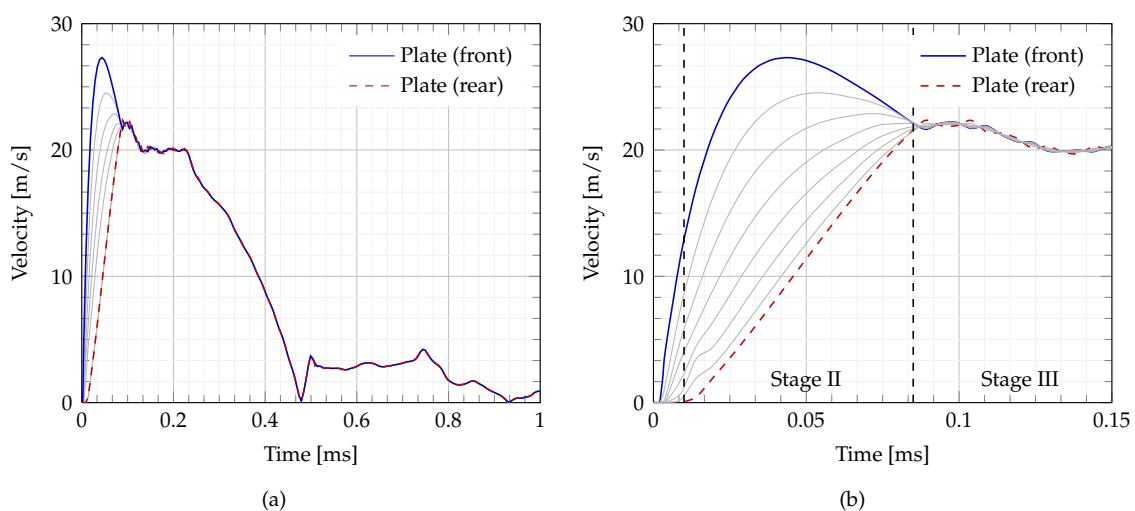 30
20
10
0
Velocity [m/s]
Plate (front)
Plate (rear)
0
0.2
0.4
0.6
0.8
1
Time [ms]
(a)
30
20
10
0
Velocity [m/s]
Plate (front)
Plate (rear)
Stage II
Stage III
0
0.05
0.1
0.15
Time [ms]
(b)